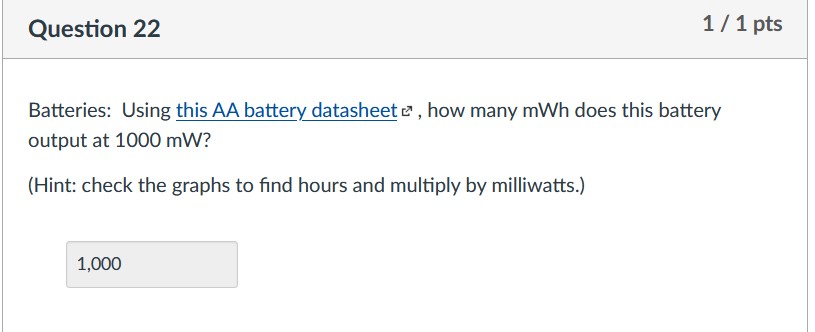 Question 22
1 / 1 pts
Batteries:  Using this AA battery datasheet , how many mWh does this battery
output at 1000 mW?
(Hint: check the graphs to find hours and multiply by milliwatts.)
1,000